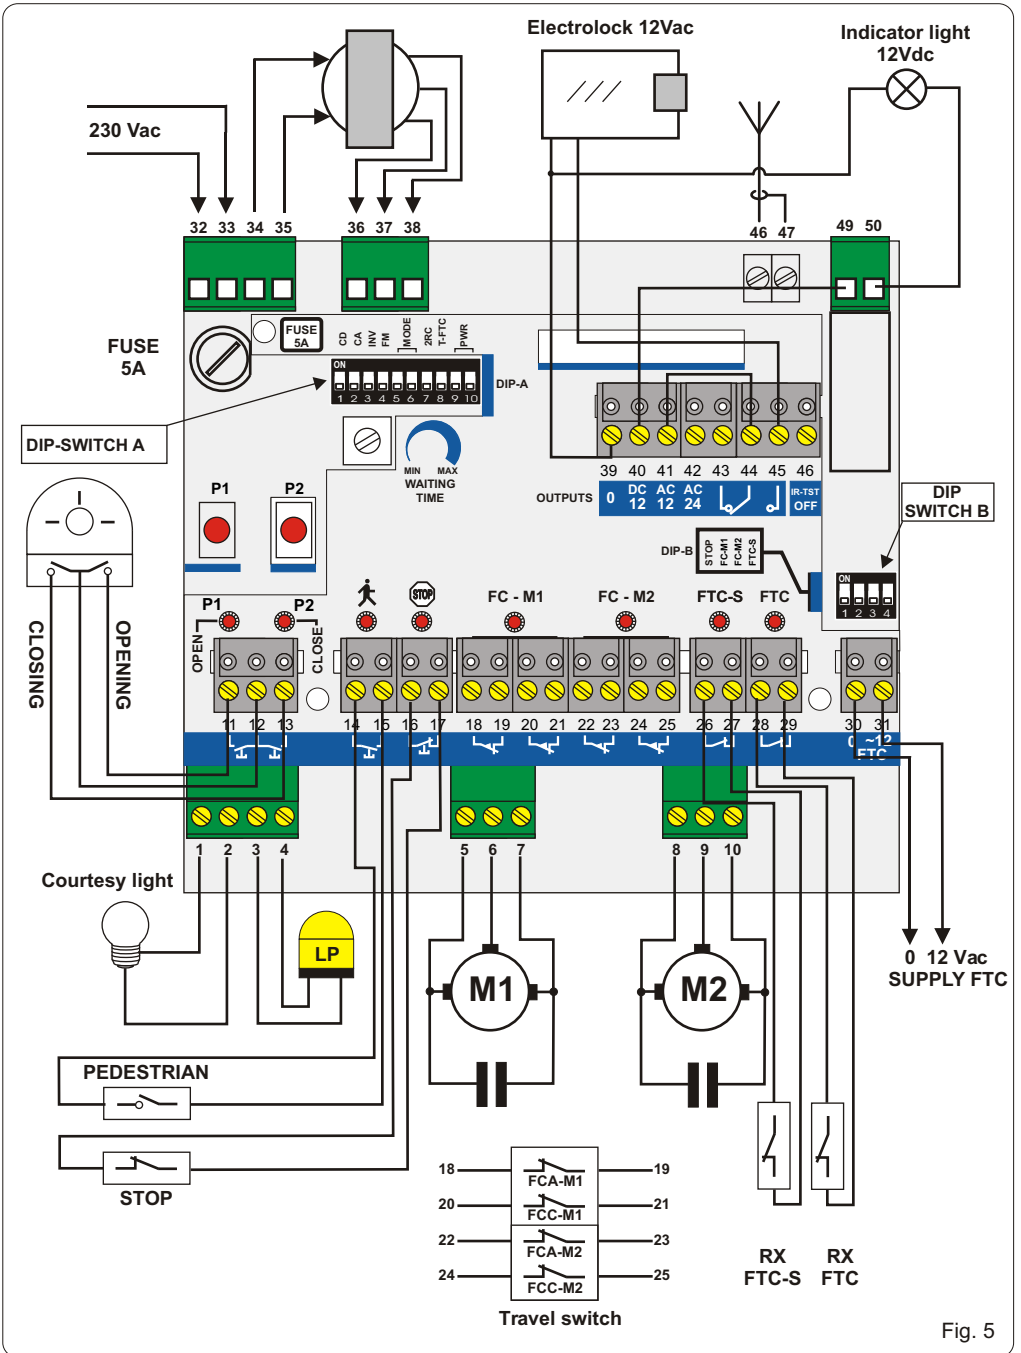 Electrolock 12Vac
Indicator light
12Vdc
230 Vac
32 33 34 35
36 37 38
46 47
49 50
FUSE
5A
FUSE
5A
CD
CA
INV
FM
MODE
2RC
T-FTC
PWR
ON
1 2 3 4 5 6 7 8 9 10
DIP-A
DIP-SWITCH A
MIN MAX
WAITING
TIME
39 40 41 42 43 44 45 46
OUTPUTS
0
DC
12
AC
12
AC
24
IR-TST
OFF
DIP
SWITCH B
P1
P2
DIP-B
STOP
FC-M1
FC-M2
FTC-S
ON
1 2 3 4
P1
P2
STOP
FC - M1
FC - M2
FTC-S
FTC
OPEN
CLOSE
CLOSING
OPENING
11 12 13
14 15 16 17
18 19 20 21
22 23 24 25
26 27 28 29
30 31
0 ~12
FTC
1 2 3 4
5 6 7
8 9 10
Courtesy light
LP
M1
M2
0 12 Vac
SUPPLY FTC
PEDESTRIAN
STOP
18 FCA-M1 19
20 FCC-M1 21
22 FCA-M2 23
24 FCC-M2 25
Travel switch
RX
FTC-S
RX
FTC
Fig. 5